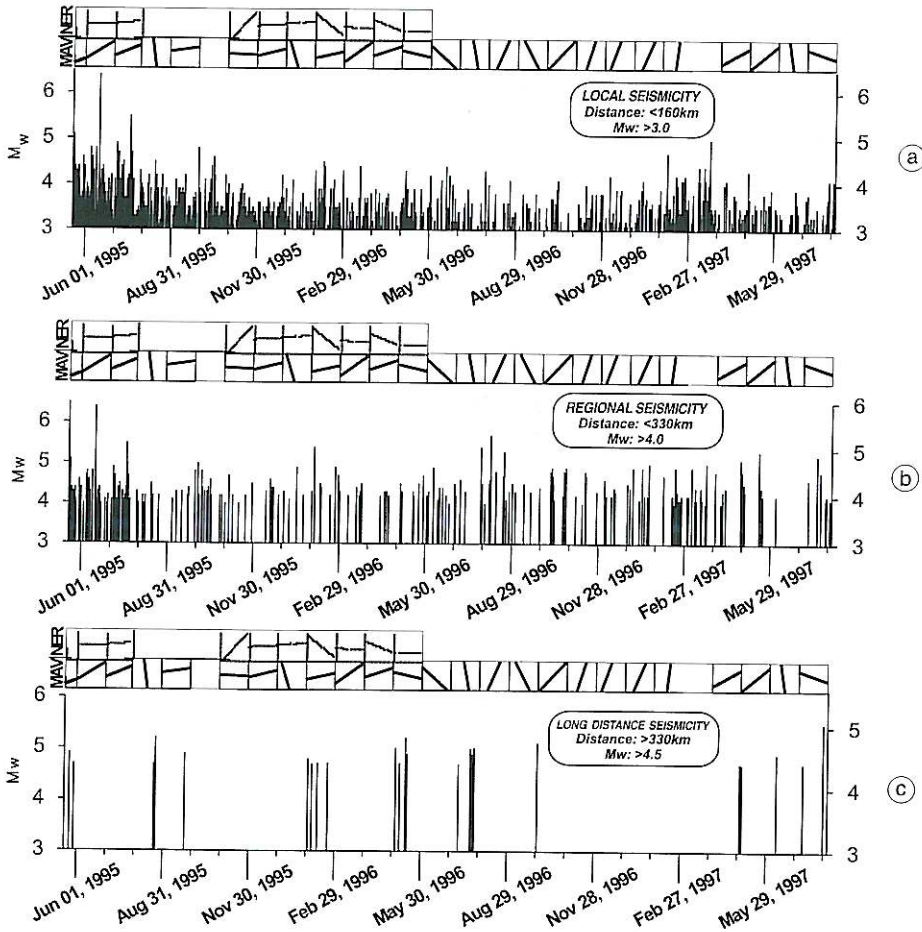 MAV NER
LOCAL SEISMICITY
Distance: <160km
Mw: >3.0
Mw
6
5
4
3
6
5
4
3
a
Jun 01, 1995
Aug 31, 1995
Nov 30, 1995
Feb 29, 1996
May 30, 1996
Aug 29, 1996
Nov 28, 1996
Feb 27, 1997
May 29, 1997
MAV NER
REGIONAL SEISMICITY
Distance: <330km
Mw: >4.0
Mw
6
5
4
3
6
5
4
3
b
Jun 01, 1995
Aug 31, 1995
Nov 30, 1995
Feb 29, 1996
May 30, 1996
Aug 29, 1996
Nov 28, 1996
Feb 27, 1997
May 29, 1997
MAV NER
LONG DISTANCE SEISMICITY
Distance: >330km
Mw: >4.5
Mw
6
5
4
3
5
4
3
c
Jun 01, 1995
Aug 31, 1995
Nov 30, 1995
Feb 29, 1996
May 30, 1996
Aug 29, 1996
Nov 28, 1996
Feb 27, 1997
May 29, 1997